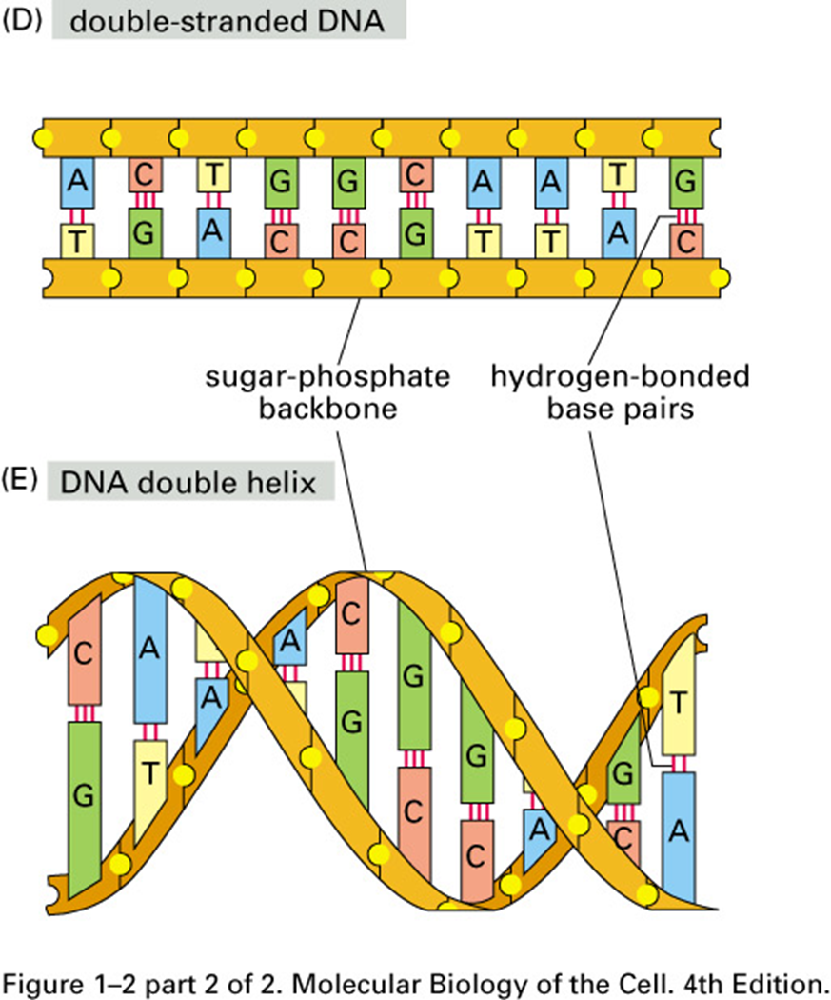 (D) double-stranded DNA
A C T G G C A A T G
T G A C C G T T A C
sugar-phosphate backbone
hydrogen-bonded base pairs
(E) DNA double helix
C A A C G G T
G T A G C C A G C A
Figure 1–2 part 2 of 2. Molecular Biology of the Cell. 4th Edition.